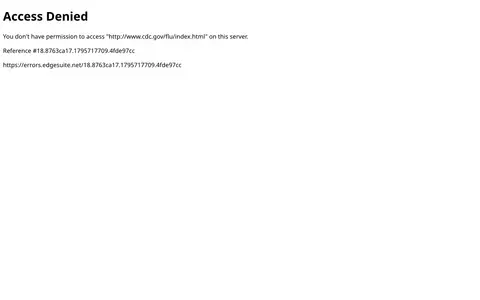 Access Denied
You don't have permission to access "http://www.cdc.gov/flu/index.html" on this server.
Reference #18.8763ca17.1795717709.4fde97cc
https://errors.edgesuite.net/18.8763ca17.1795717709.4fde97cc